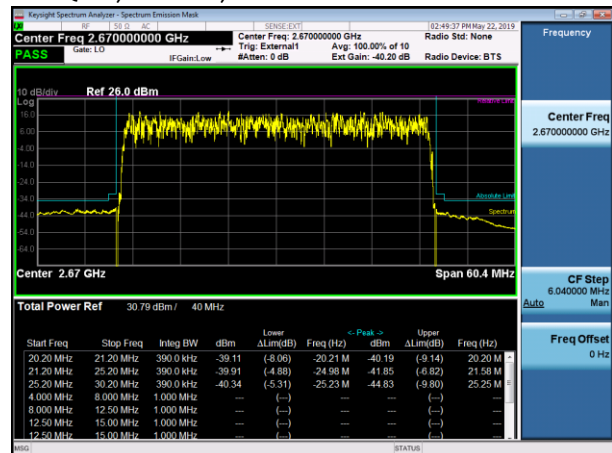 Keysight Spectrum Analyzer - Spectrum Emission Mask
RF 50 Ω AC SENSE:EXT 02:49:37 PM May 22, 2019
Center Freq 2.670000000 GHz Center Freq: 2.670000000 GHz Radio Std: None Frequency
PASS Gate: LO IFGain:Low Trig: External1 Avg: 100.00% of 10
#Atten: 0 dB Ext Gain: -40.20 dB Radio Device: BTS
10 dB/div Ref 26.0 dBm
Log
Relative Limit
16.0
6.00
-4.00
-14.0
-24.0
-34.0
Absolute Limit
-44.0
Spectrum
-54.0
-64.0
Center 2.67 GHz Span 60.4 MHz
Center Freq
2.670000000 GHz
CF Step
6.040000 MHz
Auto Man
Freq Offset
0 Hz
Total Power Ref 30.79 dBm / 40 MHz
Lower <- Peak -> Upper
Start Freq Stop Freq Integ BW dBm ΔLim(dB) Freq (Hz) dBm ΔLim(dB) Freq (Hz)
20.20 MHz 21.20 MHz 390.0 kHz -39.11 (-8.06) -20.21 M -40.19 (-9.14) 20.20 M
21.20 MHz 25.20 MHz 390.0 kHz -39.91 (-4.88) -24.98 M -41.85 (-6.82) 21.58 M
25.20 MHz 30.20 MHz 390.0 kHz -40.34 (-5.31) -25.23 M -44.83 (-9.80) 25.25 M
4.000 MHz 8.000 MHz 1.000 MHz --- (---) --- (---)
8.000 MHz 12.50 MHz 1.000 MHz --- (---) --- (---)
12.50 MHz 15.00 MHz 1.000 MHz --- (---) --- (---)
12.50 MHz 15.00 MHz 1.000 MHz --- (---) --- (---)
MSG STATUS